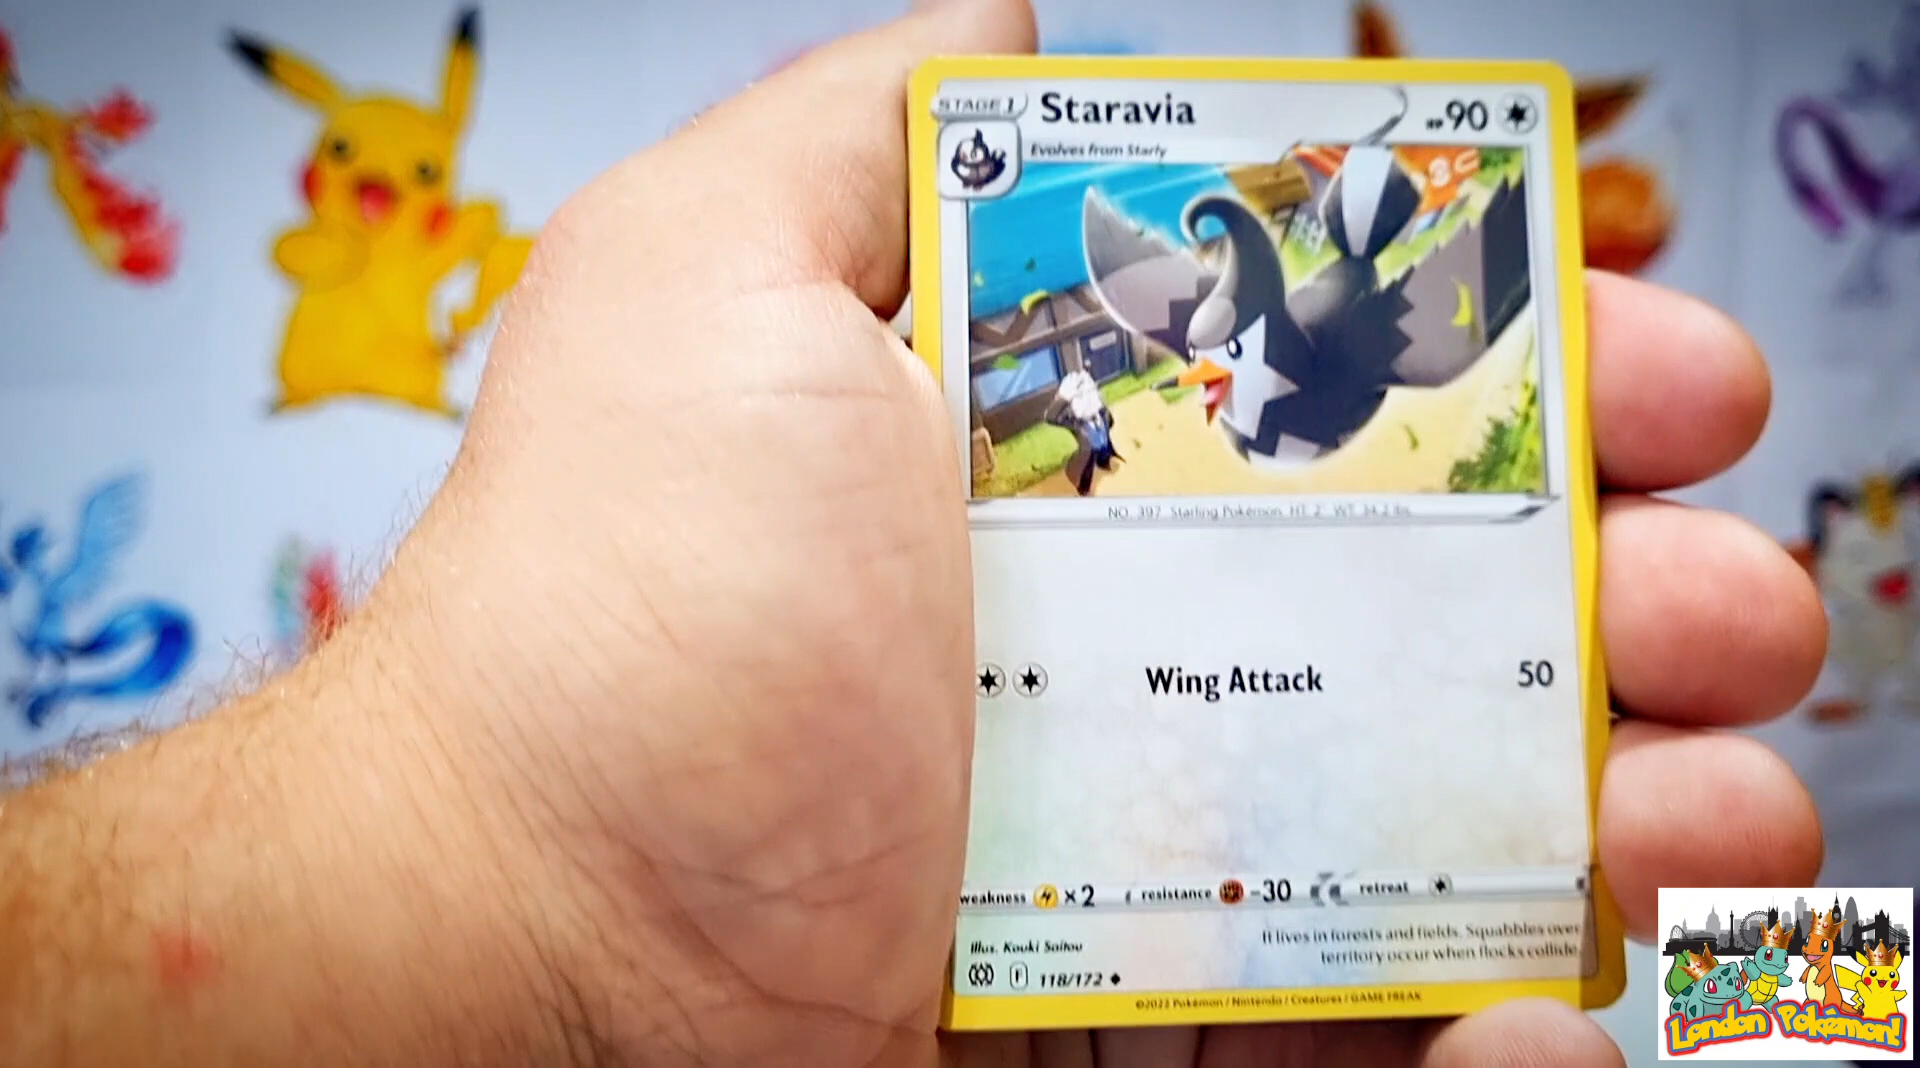 STAGE 1 Staravia HP 90
Evolves from Starly
NO. 397 Starling Pokémon HT: 2' WT: 34.2 lbs.
Wing Attack 50
weakness ×2 resistance -30 retreat
Illus. Kouki Saitou
It lives in forests and fields. Squabbles over
territory occur when flocks collide.
F 118/172
©2022 Pokémon / Nintendo / Creatures / GAME FREAK
London Pokémon!